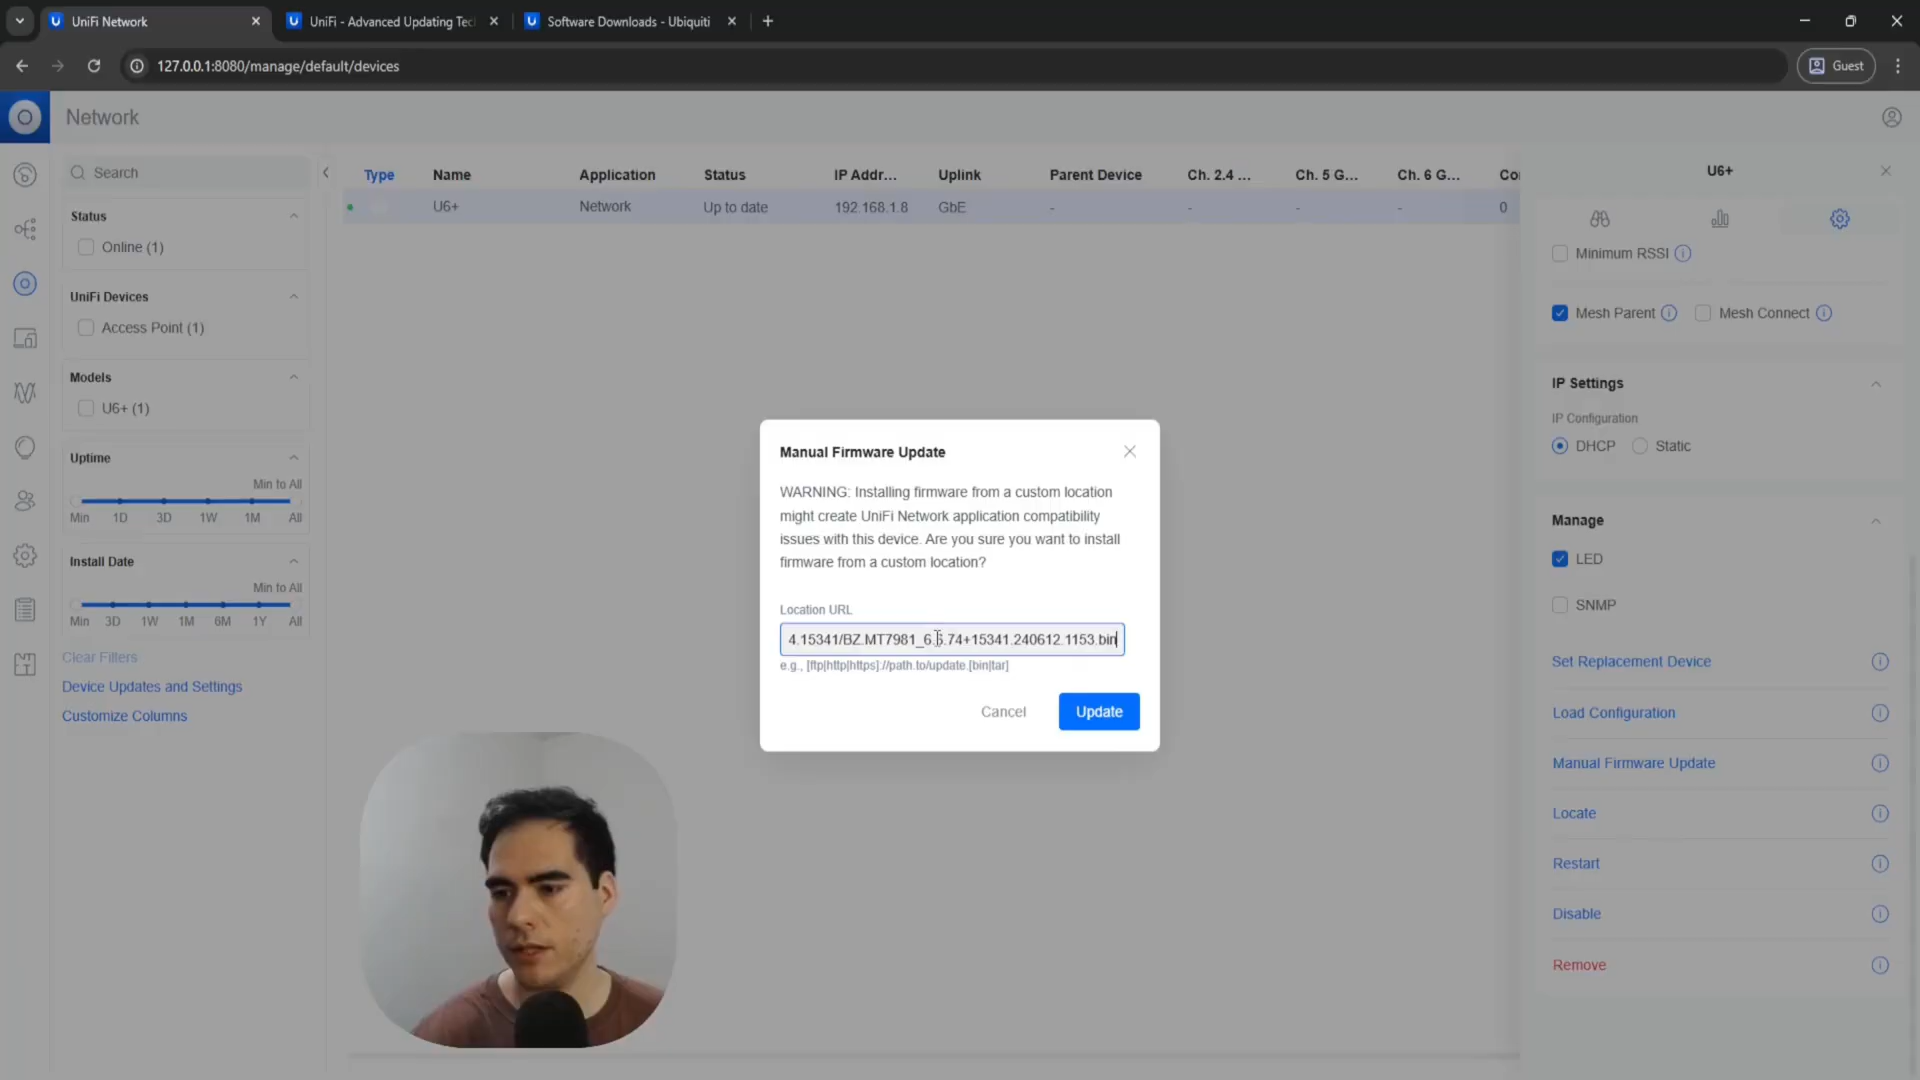 UniFi Network
UniFi - Advanced Updating Tec
Software Downloads - Ubiquiti
127.0.0.1:8080/manage/default/devices
Guest
Network
Search
Status
Online (1)
UniFi Devices
Access Point (1)
Models
U6+ (1)
Uptime
Min to All
Min 1D 3D 1W 1M All
Install Date
Min to All
Min 3D 1W 1M 6M 1Y All
Clear Filters
Device Updates and Settings
Customize Columns
Type Name Application Status IP Addr... Uplink Parent Device Ch. 2.4 ... Ch. 5 G... Ch. 6 G... Co
U6+ Network Up to date 192.168.1.8 GbE - - - - 0
Manual Firmware Update
WARNING: Installing firmware from a custom location
might create UniFi Network application compatibility
issues with this device. Are you sure you want to install
firmware from a custom location?
Location URL
4.15341/BZ.MT7981_6.6.74+15341.240612.1153.bin
e.g., [ftp|http|https]://path.to/update.[bin|tar]
Cancel
Update
U6+
Minimum RSSI
Mesh Parent
Mesh Connect
IP Settings
IP Configuration
DHCP
Static
Manage
LED
SNMP
Set Replacement Device
Load Configuration
Manual Firmware Update
Locate
Restart
Disable
Remove